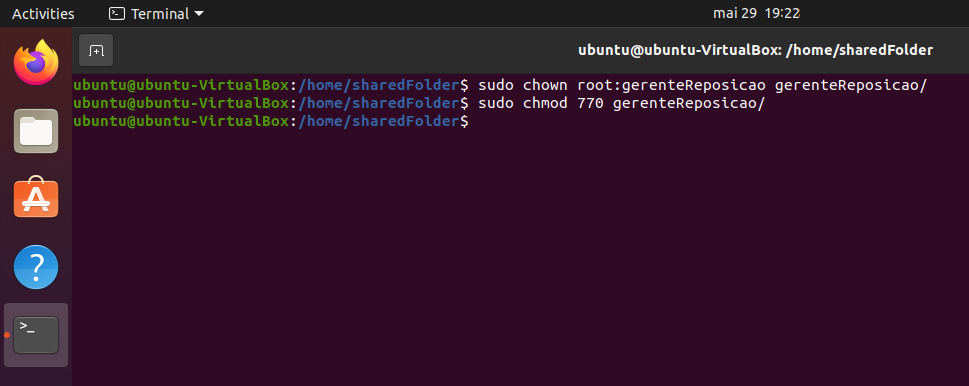 Activities
Terminal
mai 29 19:22
ubuntu@ubuntu-VirtualBox: /home/sharedFolder
ubuntu@ubuntu-VirtualBox:/home/sharedFolder$ sudo chown root:gerenteReposicao gerenteReposicao/
ubuntu@ubuntu-VirtualBox:/home/sharedFolder$ sudo chmod 770 gerenteReposicao/
ubuntu@ubuntu-VirtualBox:/home/sharedFolder$